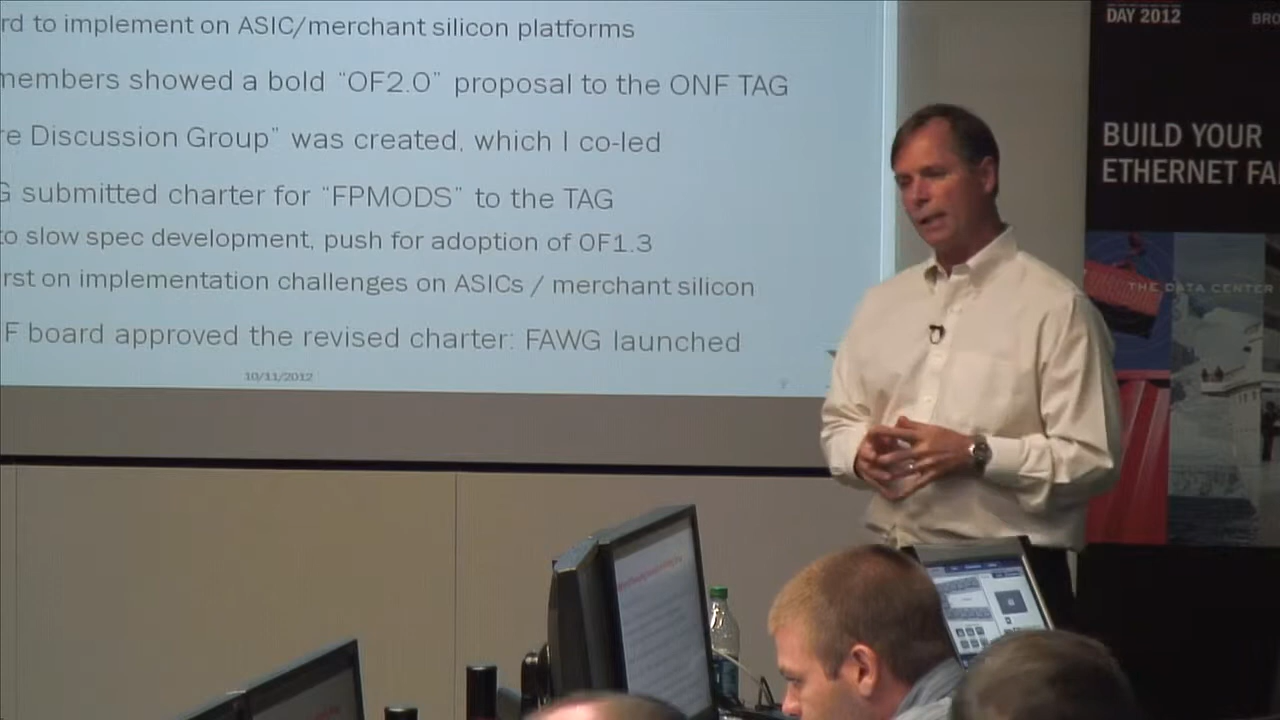 rd to implement on ASIC/merchant silicon platforms
members showed a bold “OF2.0” proposal to the ONF TAG
re Discussion Group” was created, which I co-led
G submitted charter for “FPMODS” to the TAG
to slow spec development, push for adoption of OF1.3
rst on implementation challenges on ASICs / merchant silicon
F board approved the revised charter: FAWG launched
10/11/2012
DAY 2012
BRO
BUILD YOUR
ETHERNET FA
THE DATA CENTER